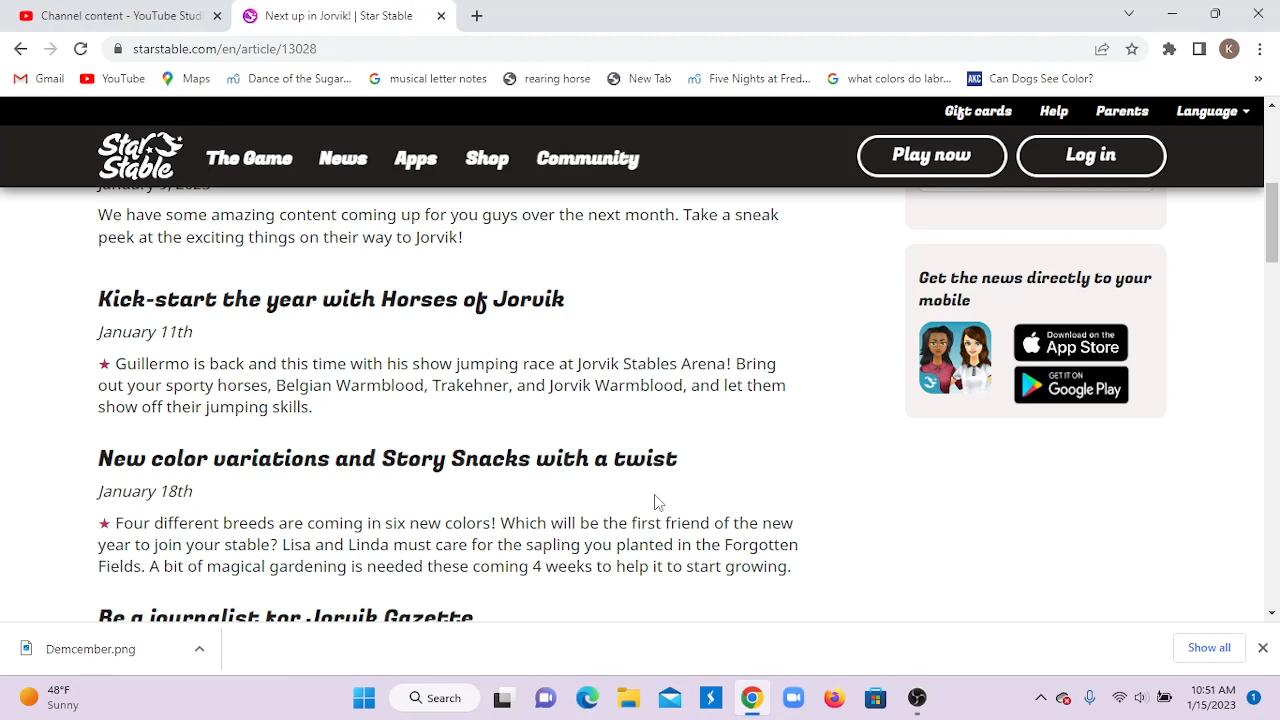 Channel content - YouTube Studi
Next up in Jorvik! | Star Stable
starstable.com/en/article/13028
K
Gmail
YouTube
Maps
Dance of the Sugar...
musical letter notes
rearing horse
New Tab
Five Nights at Fred...
what colors do labr...
AKC Can Dogs See Color?
»
Gift cards Help Parents Language
Star Stable
The Game News Apps Shop Community
Play now Log in
January 9, 2023
We have some amazing content coming up for you guys over the next month. Take a sneak
peek at the exciting things on their way to Jorvik!
Kick-start the year with Horses of Jorvik
January 11th
★ Guillermo is back and this time with his show jumping race at Jorvik Stables Arena! Bring
out your sporty horses, Belgian Warmblood, Trakehner, and Jorvik Warmblood, and let them
show off their jumping skills.
New color variations and Story Snacks with a twist
January 18th
★ Four different breeds are coming in six new colors! Which will be the first friend of the new
year to join your stable? Lisa and Linda must care for the sapling you planted in the Forgotten
Fields. A bit of magical gardening is needed these coming 4 weeks to help it to start growing.
Be a journalist for Jorvik Gazette
Get the news directly to your
mobile
Download on the
App Store
GET IT ON
Google Play
Demcember.png
Show all
48°F
Sunny
Search
10:51 AM
1/15/2023
1